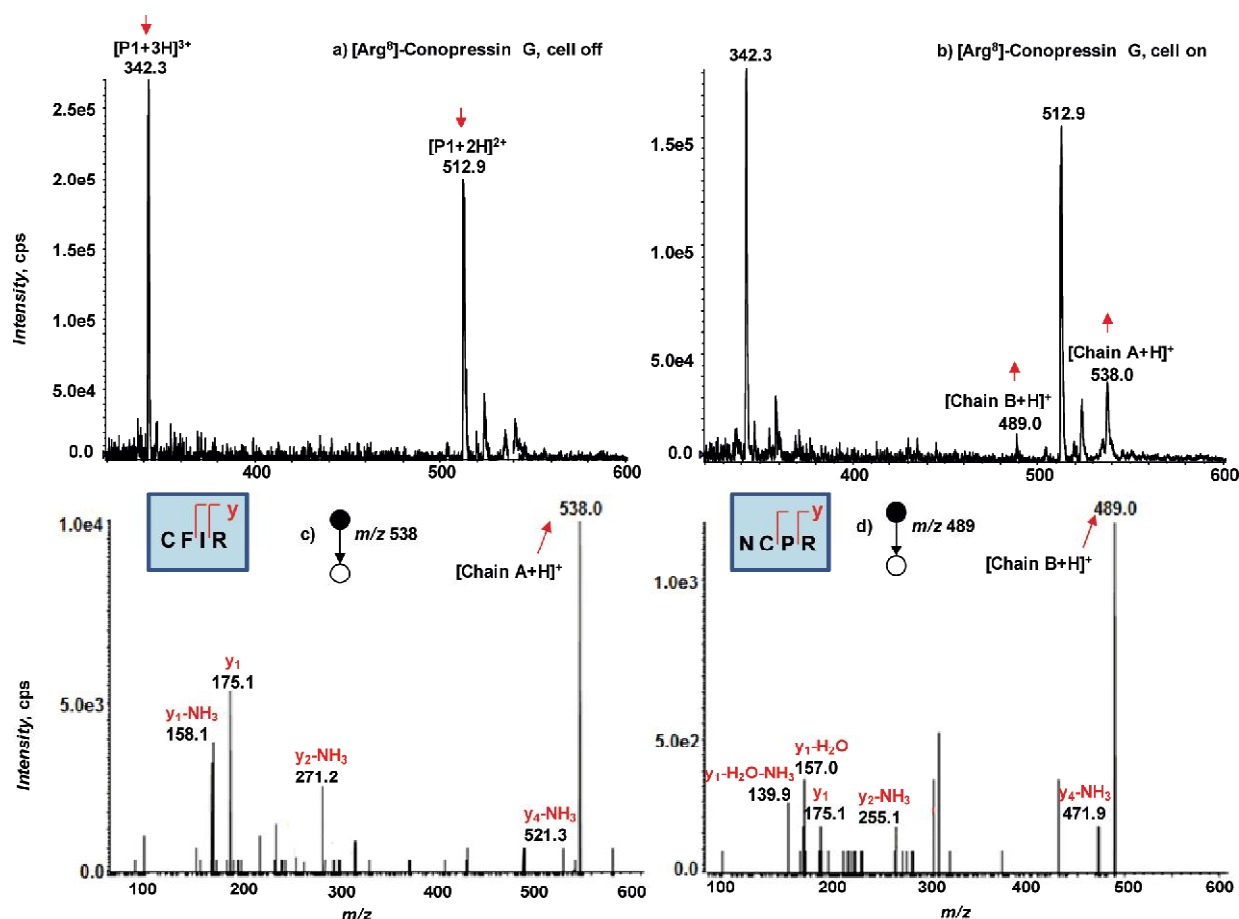 a) [Arg⁸]-Conopressin G, cell off
[P1+3H]³⁺
342.3
[P1+2H]²⁺
512.9
2.5e5
2.0e5
1.5e5
1.0e5
5.0e4
0.0
Intensity, cps
400
500
600
b) [Arg⁸]-Conopressin G, cell on
342.3
512.9
[Chain A+H]⁺
538.0
[Chain B+H]⁺
489.0
1.5e5
1.0e5
5.0e4
0.0
400
500
600
C F I R
y
c)
m/z 538
538.0
[Chain A+H]⁺
y₁
175.1
y₁-NH₃
158.1
y₂-NH₃
271.2
y₄-NH₃
521.3
1.0e4
5.0e3
0.0
Intensity, cps
100
200
300
400
500
600
m/z
N C P R
y
d)
m/z 489
489.0
[Chain B+H]⁺
y₁-H₂O
157.0
y₁-H₂O-NH₃
139.9
y₁
175.1
y₂-NH₃
255.1
y₄-NH₃
471.9
1.0e3
5.0e2
0.0
100
200
300
400
500
600
m/z